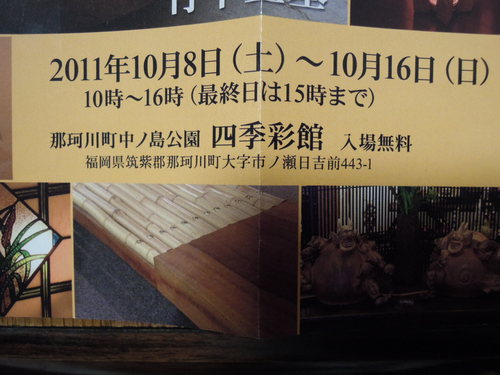 2011年10月8日（土）～10月16日（日）
10時～16時（最終日は15時まで）
那珂川町中ノ島公園 四季彩館 入場無料
福岡県筑紫郡那珂川町大字市ノ瀬日吉前443-1